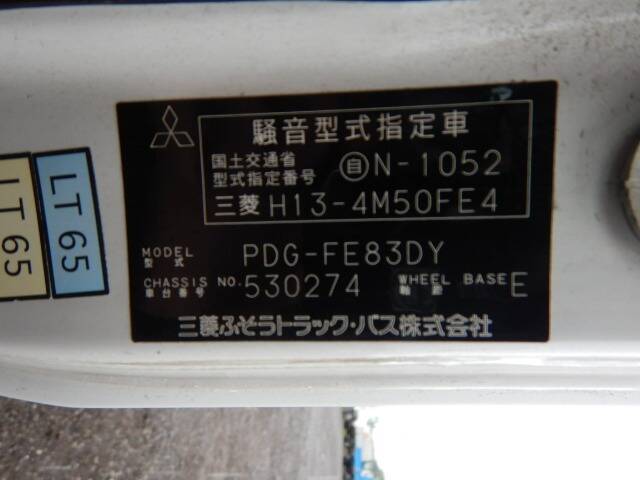 騒音型式指定車
国土交通省
型式指定番号 自N-1052
三菱 H13-4M50FE4
MODEL
型式 PDG-FE83DY
CHASSIS NO.
車台番号 530274 WHEEL BASE
軸距 E
三菱ふそうトラック・バス株式会社
LT 65
LT 65